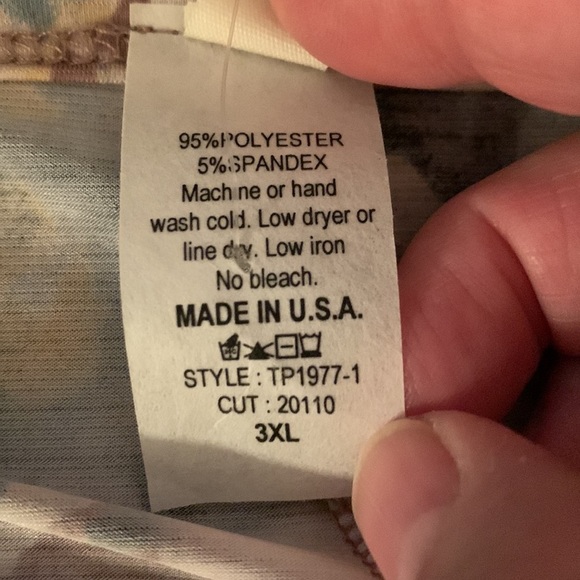 95%POLYESTER
5%SPANDEX
Machine or hand
wash cold. Low dryer or
line dry. Low iron
No bleach.
MADE IN U.S.A.
STYLE : TP1977-1
CUT : 20110
3XL